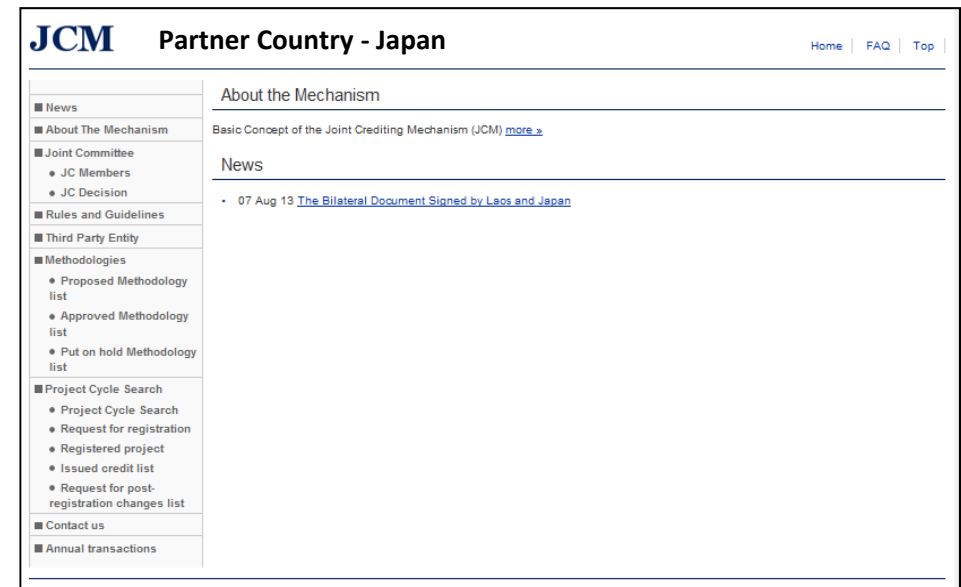 JCM Partner Country - Japan
Home FAQ Top
News
About The Mechanism
Joint Committee
JC Members
JC Decision
Rules and Guidelines
Third Party Entity
Methodologies
Proposed Methodology
list
Approved Methodology
list
Put on hold Methodology
list
Project Cycle Search
Project Cycle Search
Request for registration
Registered project
Issued credit list
Request for post-
registration changes list
Contact us
Annual transactions
About the Mechanism
Basic Concept of the Joint Crediting Mechanism (JCM) more »
News
• 07 Aug 13 The Bilateral Document Signed by Laos and Japan